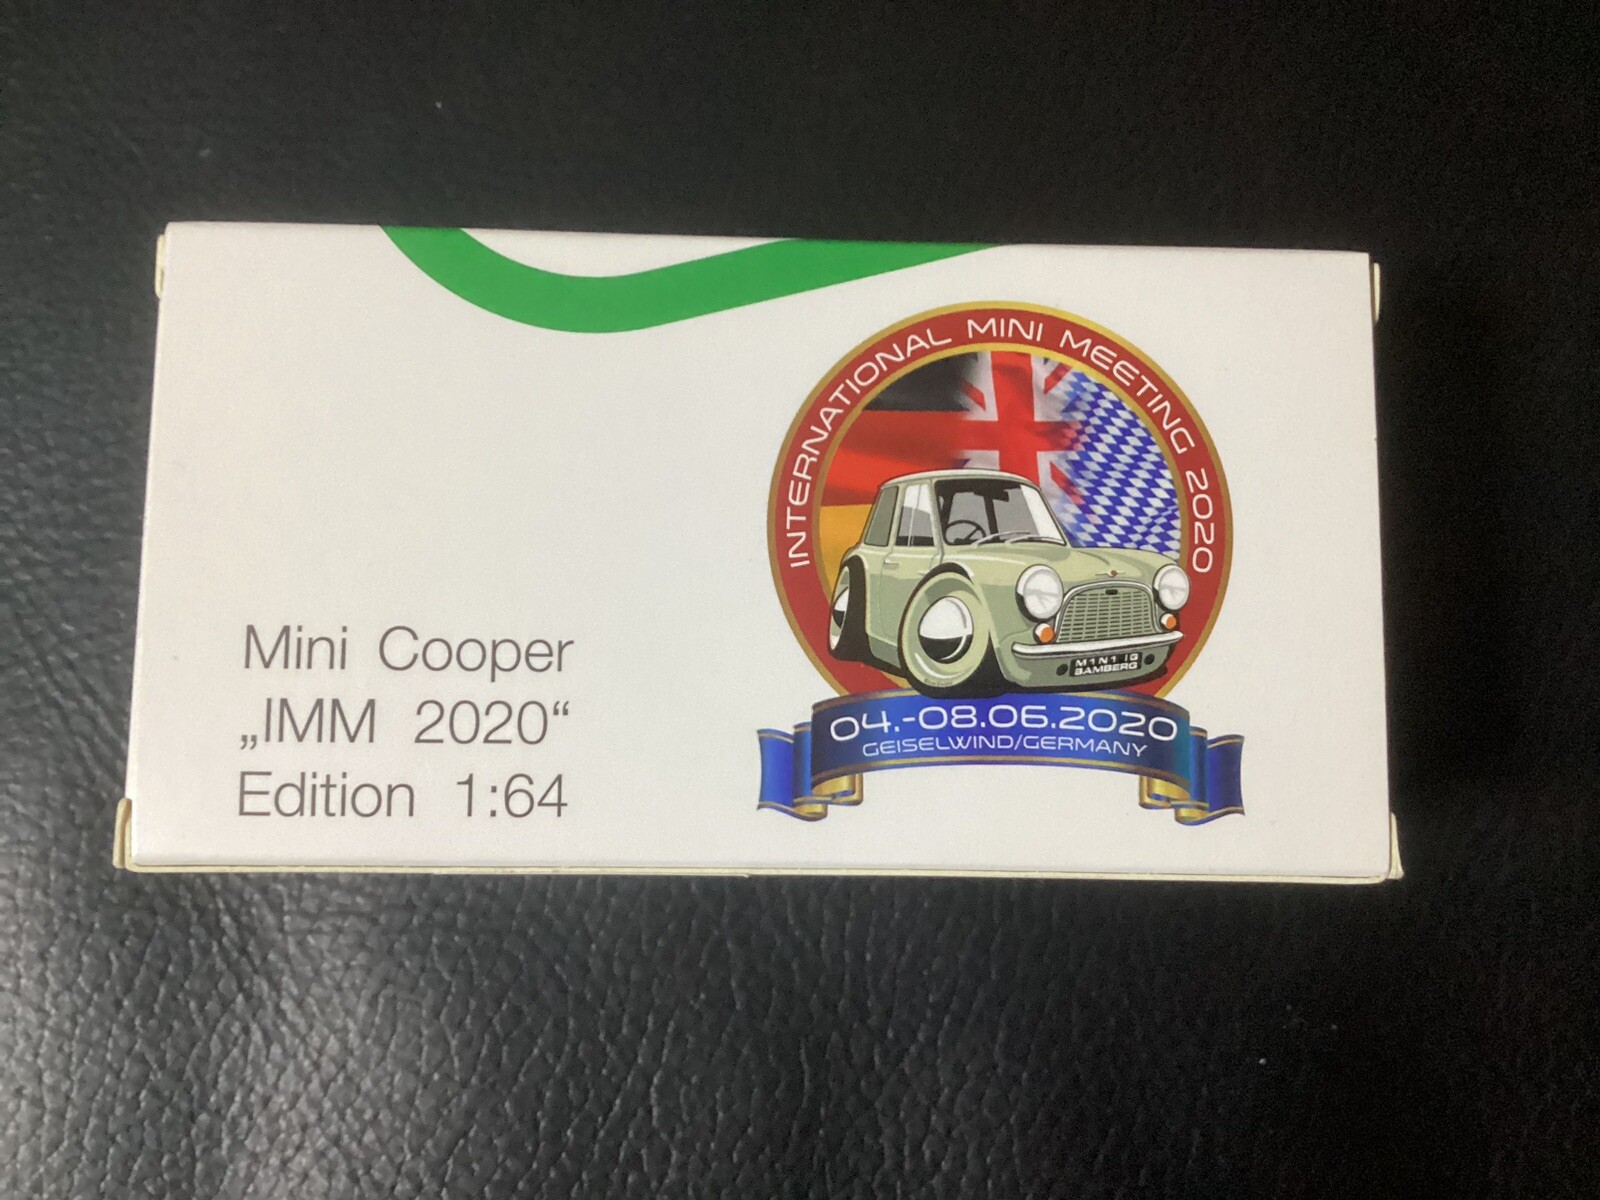 Mini Cooper
„IMM 2020“
Edition 1:64
INTERNATIONAL MINI MEETING 2020
M1N1 IG
BAMBERG
04.-08.06.2020
GEISELWIND/GERMANY